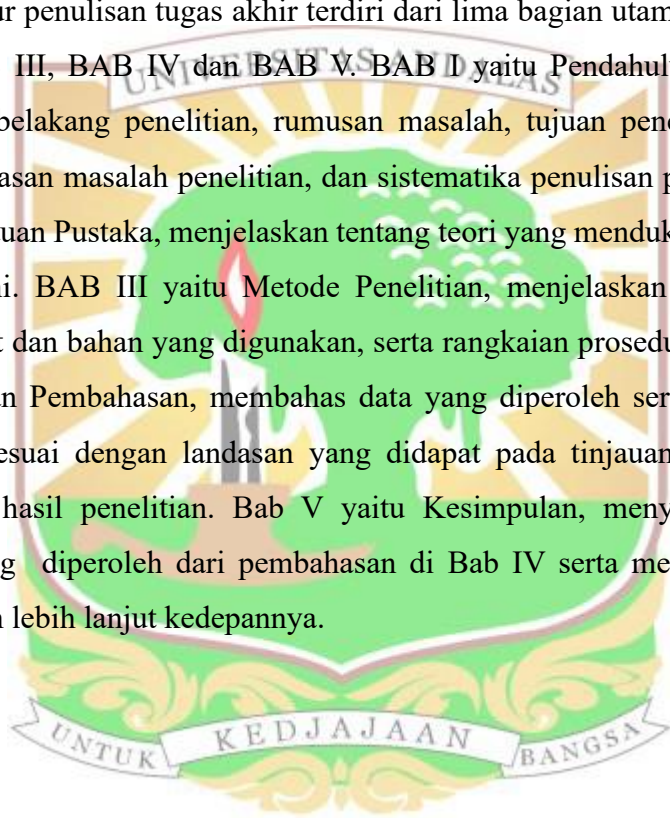 ur penulisan tugas akhir terdiri dari lima bagian utam
UNIVERSITAS ANDALAS
III, BAB IV dan BAB V. BAB I yaitu Pendahul
belakang penelitian, rumusan masalah, tujuan pen
asan masalah penelitian, dan sistematika penulisan p
uan Pustaka, menjelaskan tentang teori yang menduk
ni. BAB III yaitu Metode Penelitian, menjelaskan
t dan bahan yang digunakan, serta rangkaian prosedu
n Pembahasan, membahas data yang diperoleh ser
esuai dengan landasan yang didapat pada tinjauan
hasil penelitian. Bab V yaitu Kesimpulan, meny
g diperoleh dari pembahasan di Bab IV serta me
n lebih lanjut kedepannya.
UNTUK KEDJAJAAN BANGSA